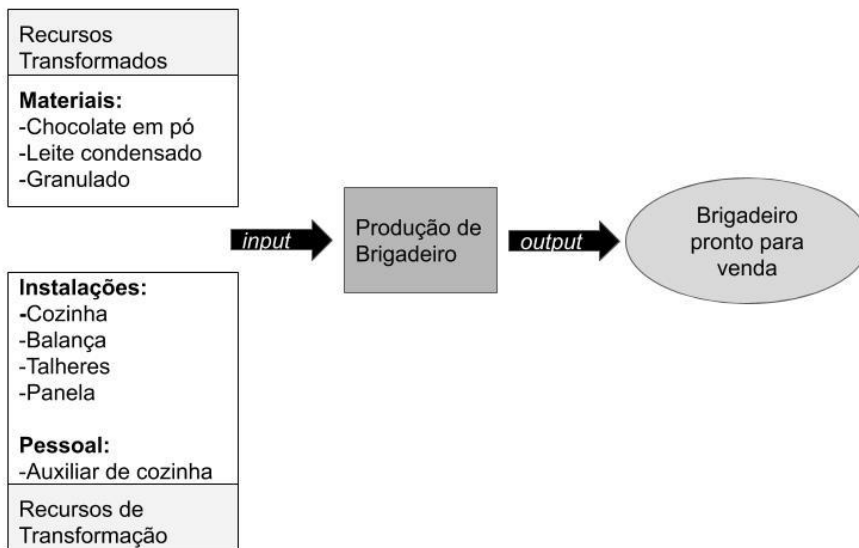 Recursos
Transformados
Materiais:
-Chocolate em pó
-Leite condensado
-Granulado
input
Produção de
Brigadeiro
output
Brigadeiro
pronto para
venda
Instalações:
-Cozinha
-Balança
-Talheres
-Panela
Pessoal:
-Auxiliar de cozinha
Recursos de
Transformação